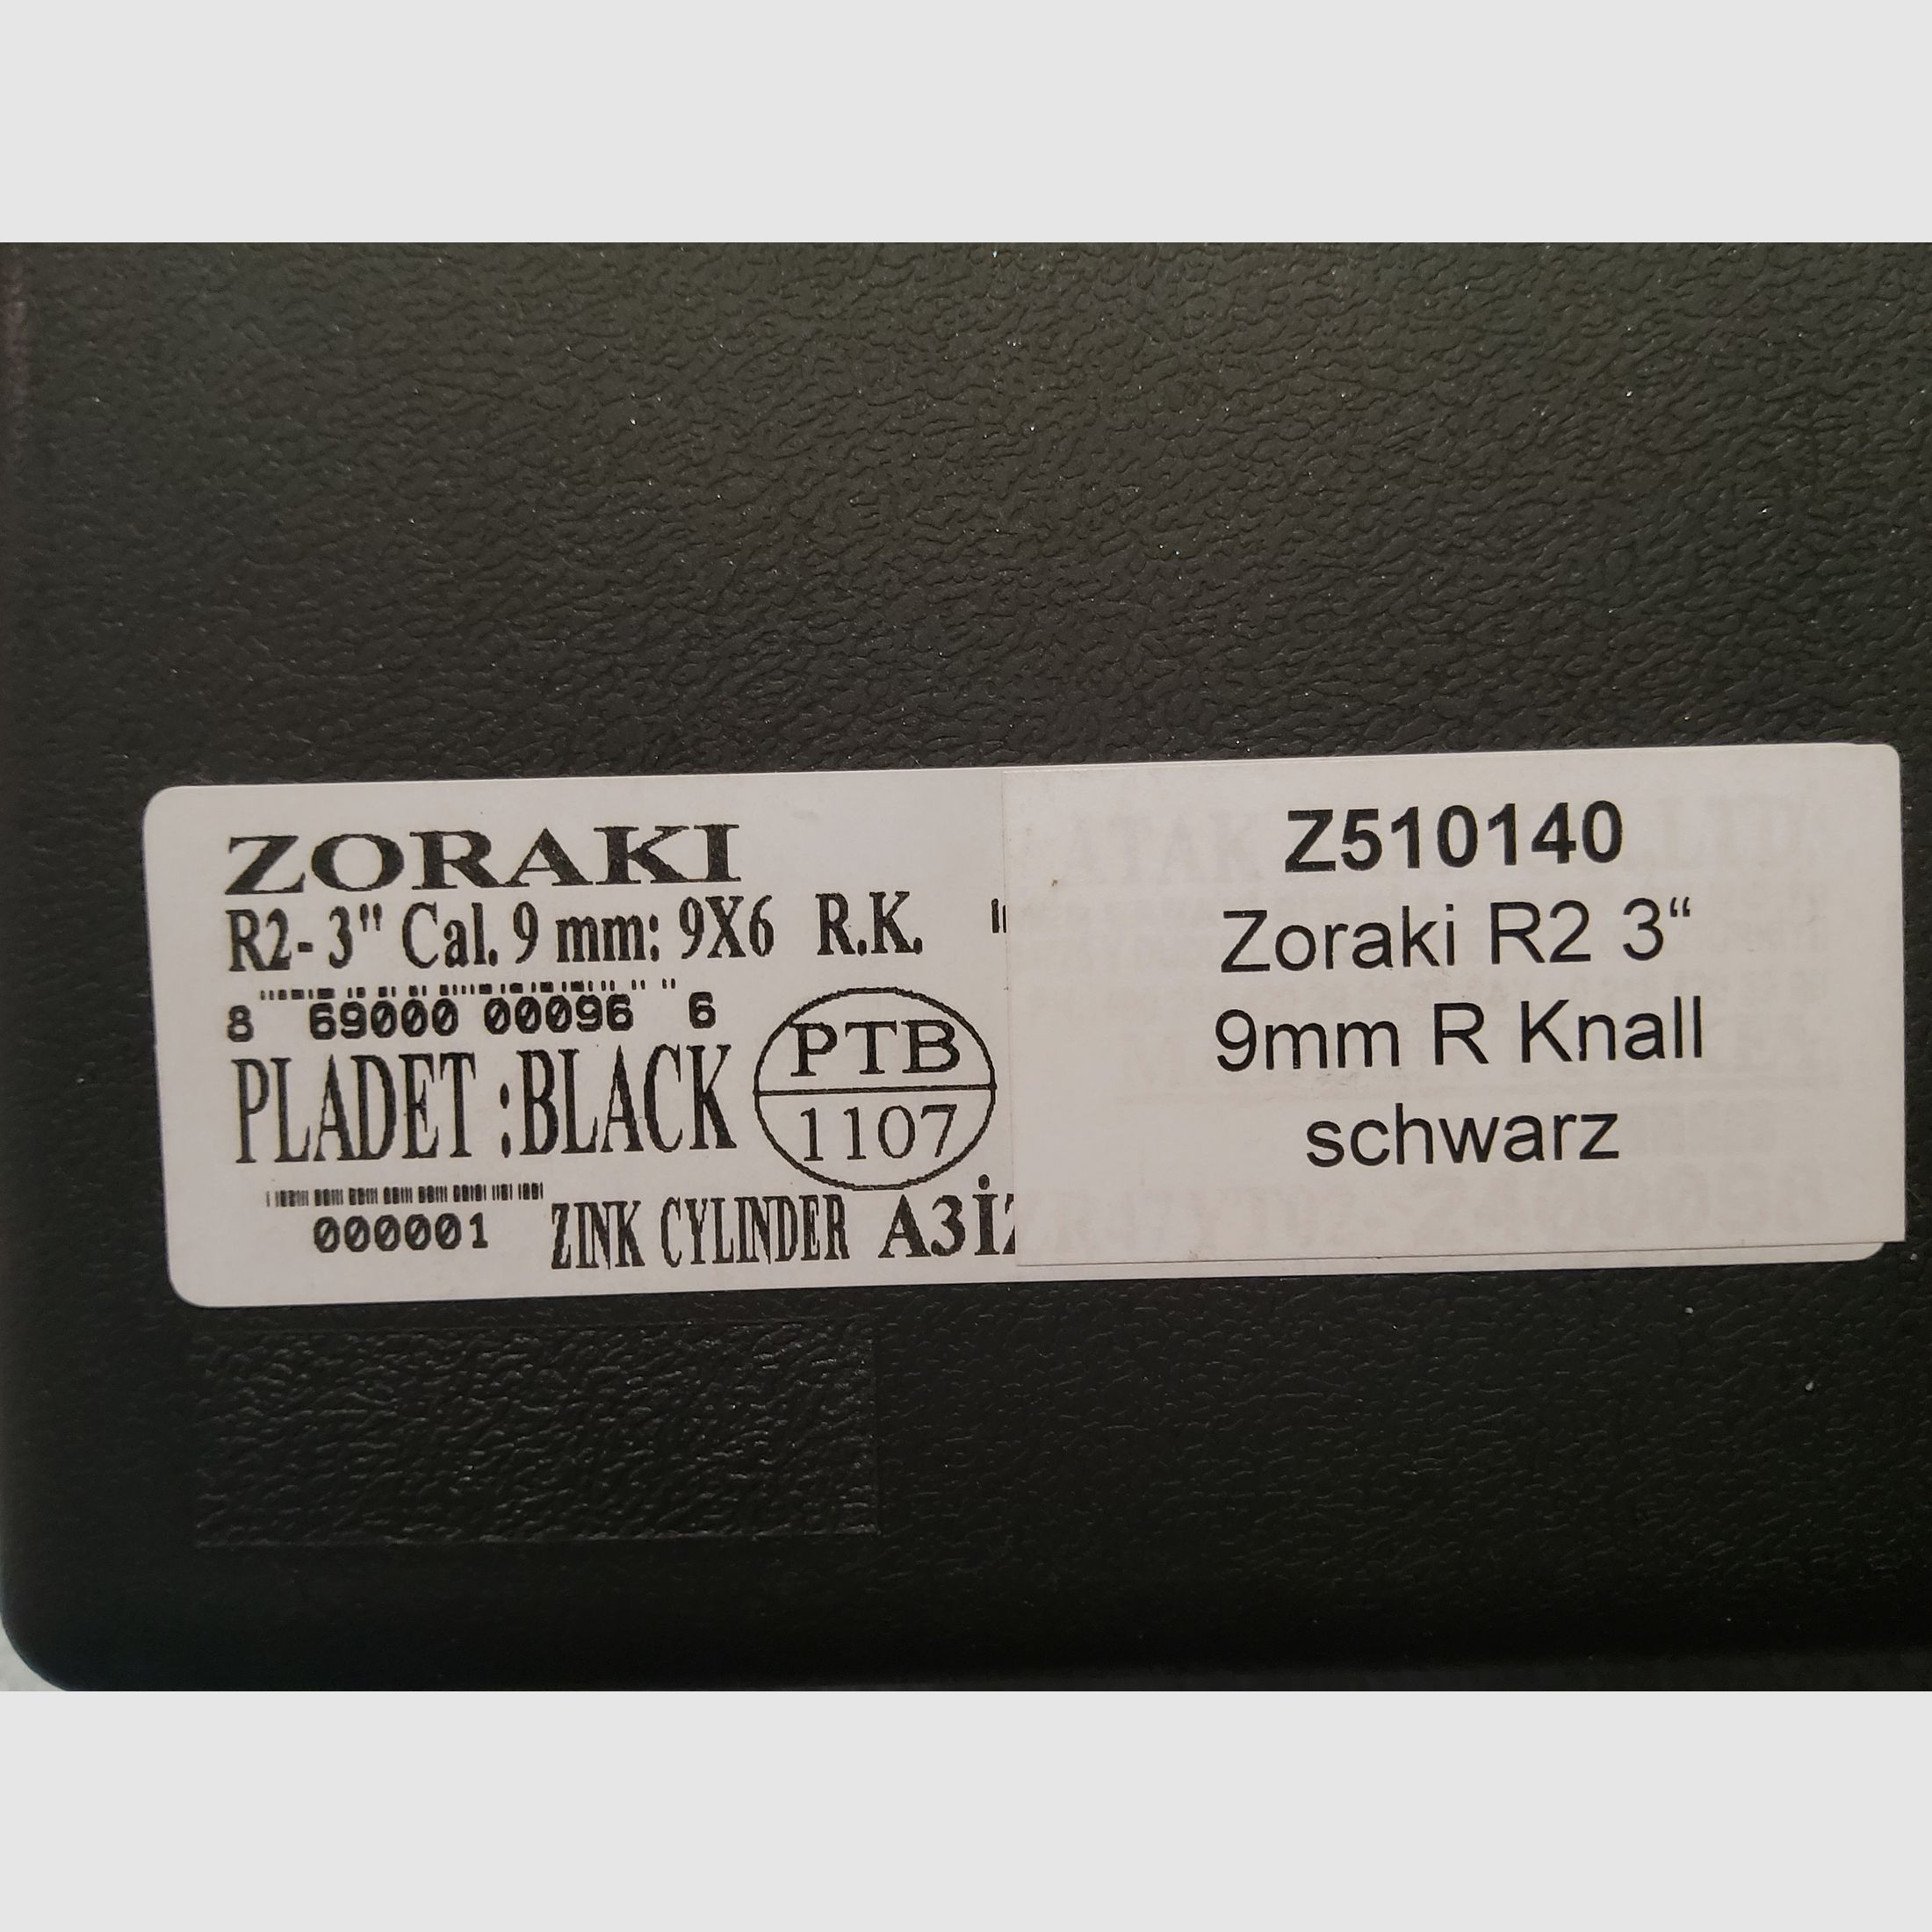 ZORAKI
R2-3" Cal. 9 mm: 9X6 R.K.
8 69000 00096 6
PLADET :BLACK
PTB
1107
000001 ZINK CYLINDER A3İ
Z510140
Zoraki R2 3“
9mm R Knall
schwarz